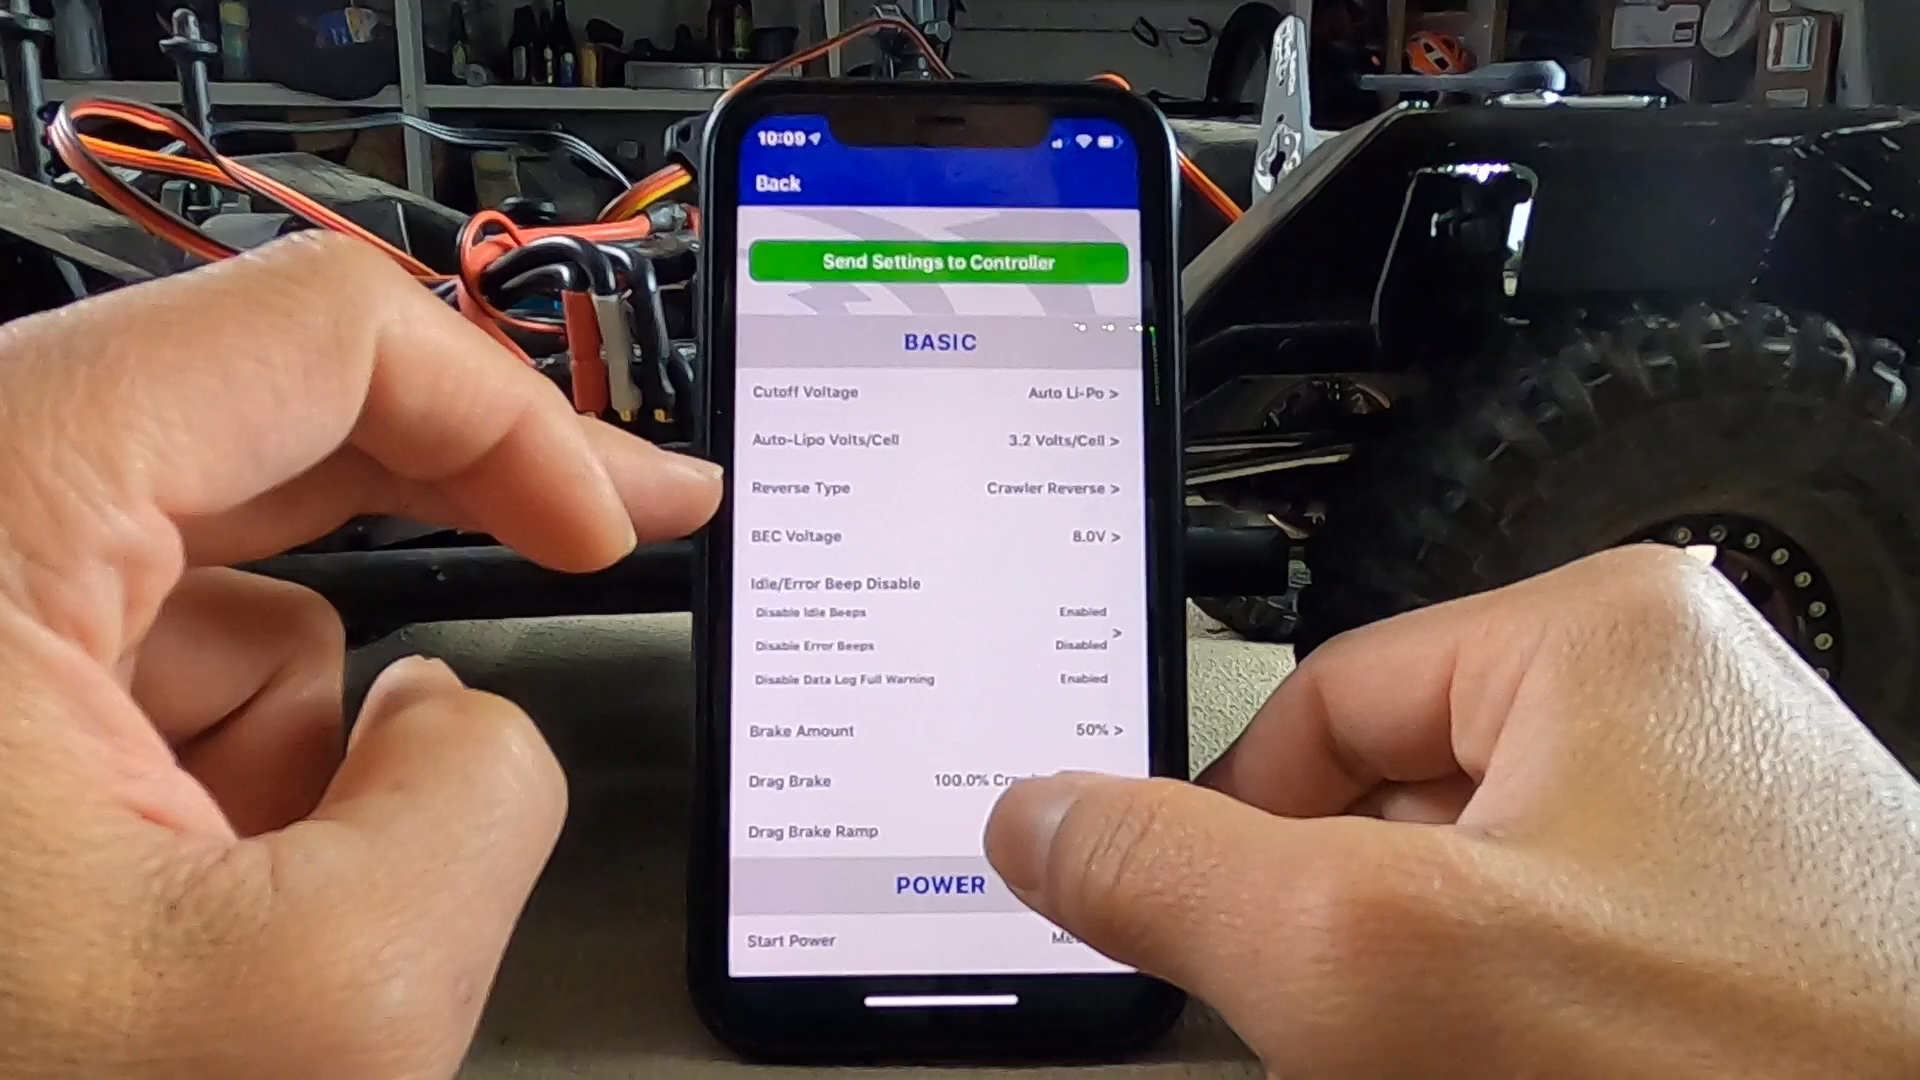 10:09
Back
Send Settings to Controller
BASIC
Cutoff Voltage Auto Li-Po >
Auto-Lipo Volts/Cell 3.2 Volts/Cell >
Reverse Type Crawler Reverse >
BEC Voltage 8.0V >
Idle/Error Beep Disable
Disable Idle Beeps Enabled
>
Disable Error Beeps Disabled
Disable Data Log Full Warning Enabled
Brake Amount 50% >
Drag Brake 100.0%
Drag Brake Ramp
POWER
Start Power